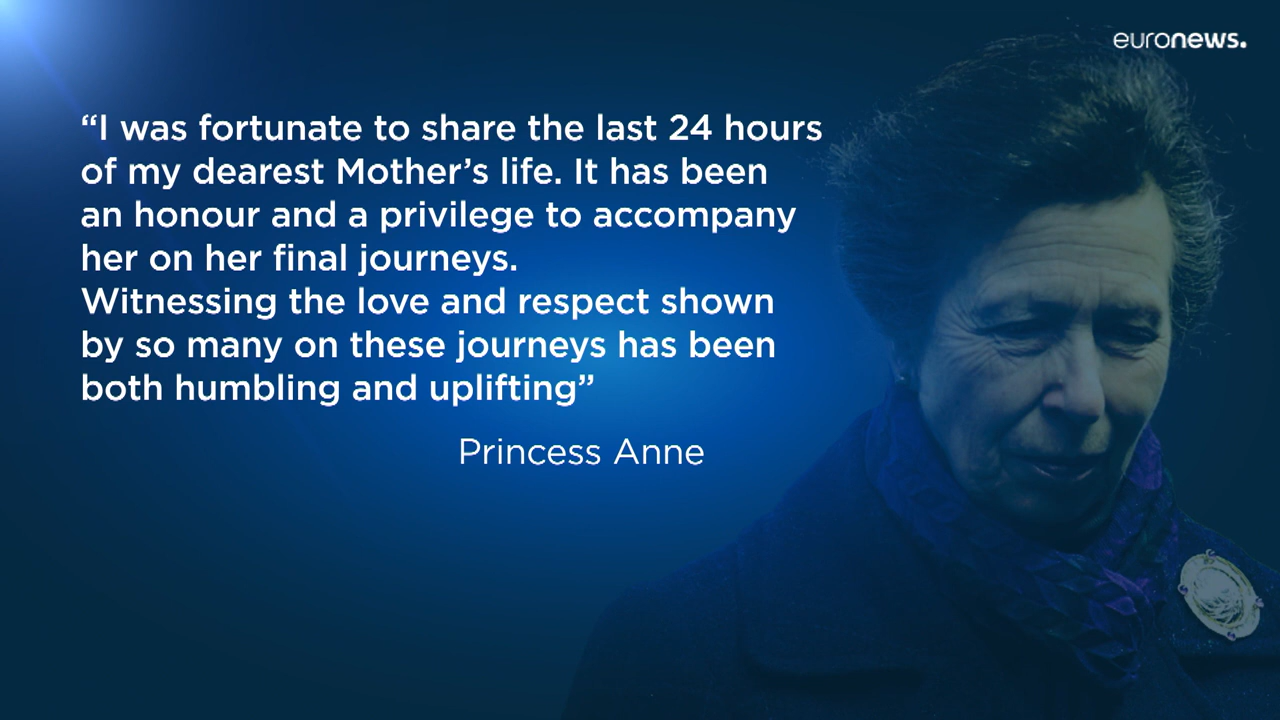 euronews.
“I was fortunate to share the last 24 hours
of my dearest Mother’s life. It has been
an honour and a privilege to accompany
her on her final journeys.
Witnessing the love and respect shown
by so many on these journeys has been
both humbling and uplifting”
Princess Anne